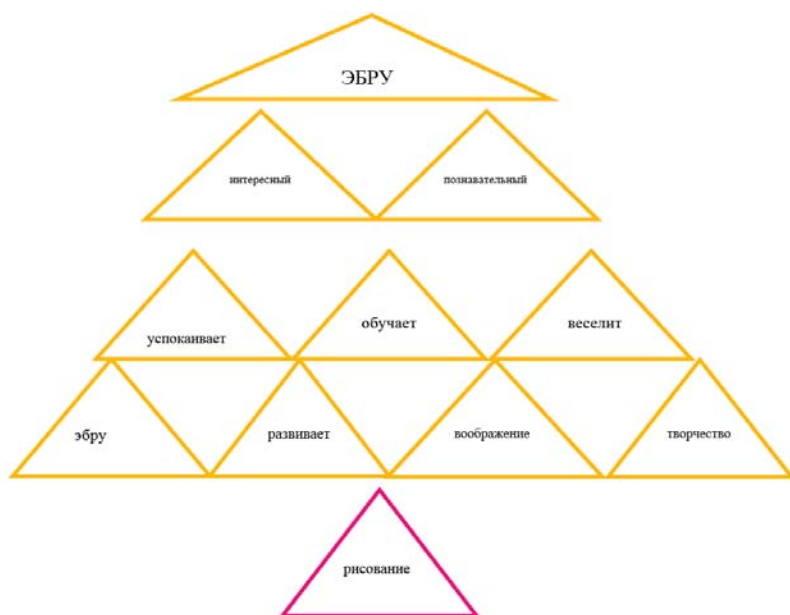 ЭБРУ
интересный познавательный
успокаивает обучает веселит
эбру развивает воображение творчество
рисование